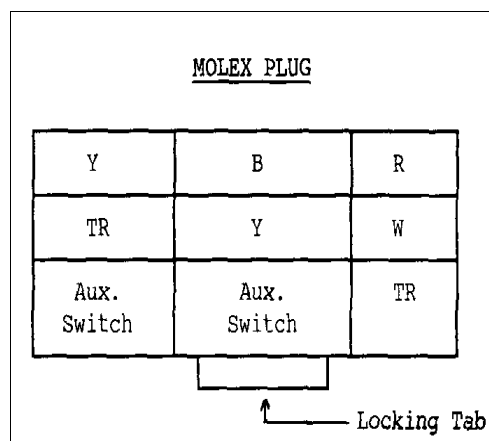 MOLEX PLUG
Y B R
TR Y W
Aux. Switch Aux. Switch TR
Locking Tab